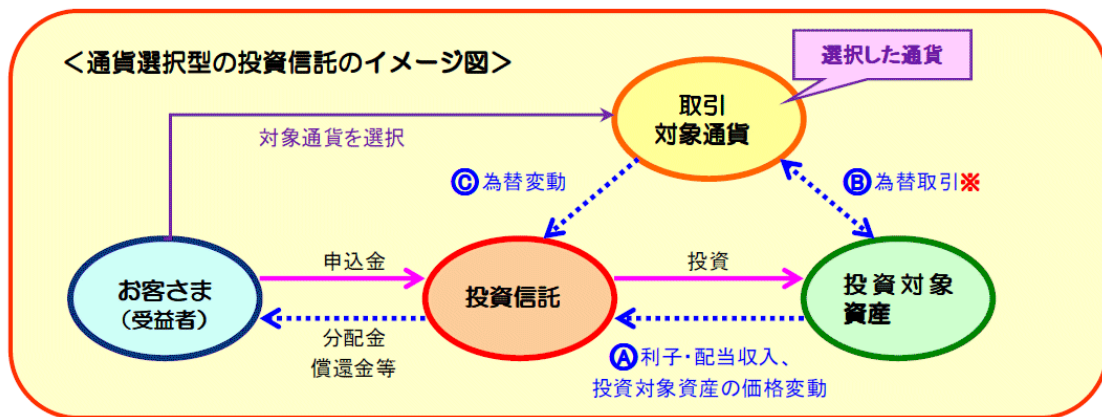 ＜通貨選択型の投資信託のイメージ図＞
選択した通貨
取引
対象通貨
対象通貨を選択
Ⓒ為替変動
Ⓑ為替取引※
お客さま
（受益者）
申込金
分配金
償還金等
投資信託
投資
Ⓐ利子・配当収入、
投資対象資産の価格変動
投資対象
資産